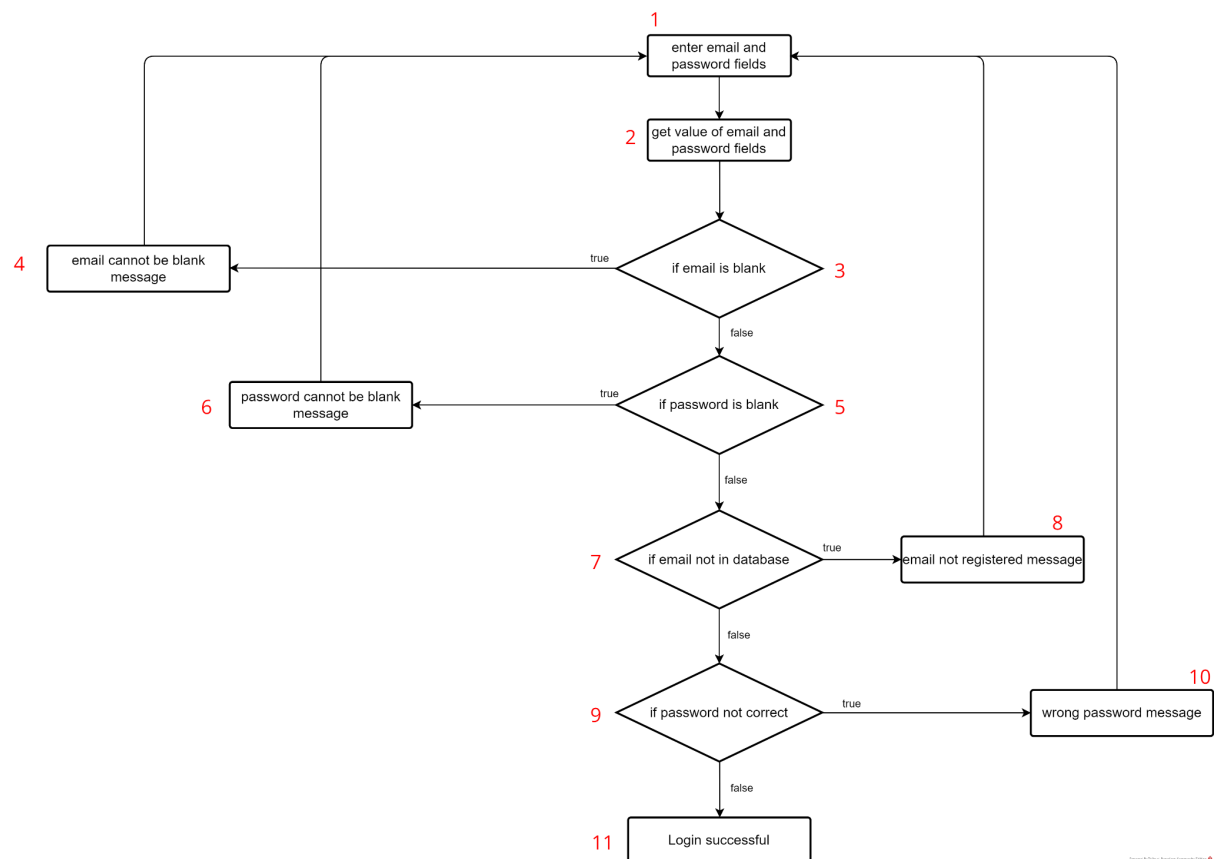 1
enter email and
password fields
2
get value of email and
password fields
4
email cannot be blank
message
true
if email is blank
3
false
6
password cannot be blank
message
true
if password is blank
5
false
7
if email not in database
true
8
email not registered message
false
9
if password not correct
true
10
wrong password message
false
11
Login successful